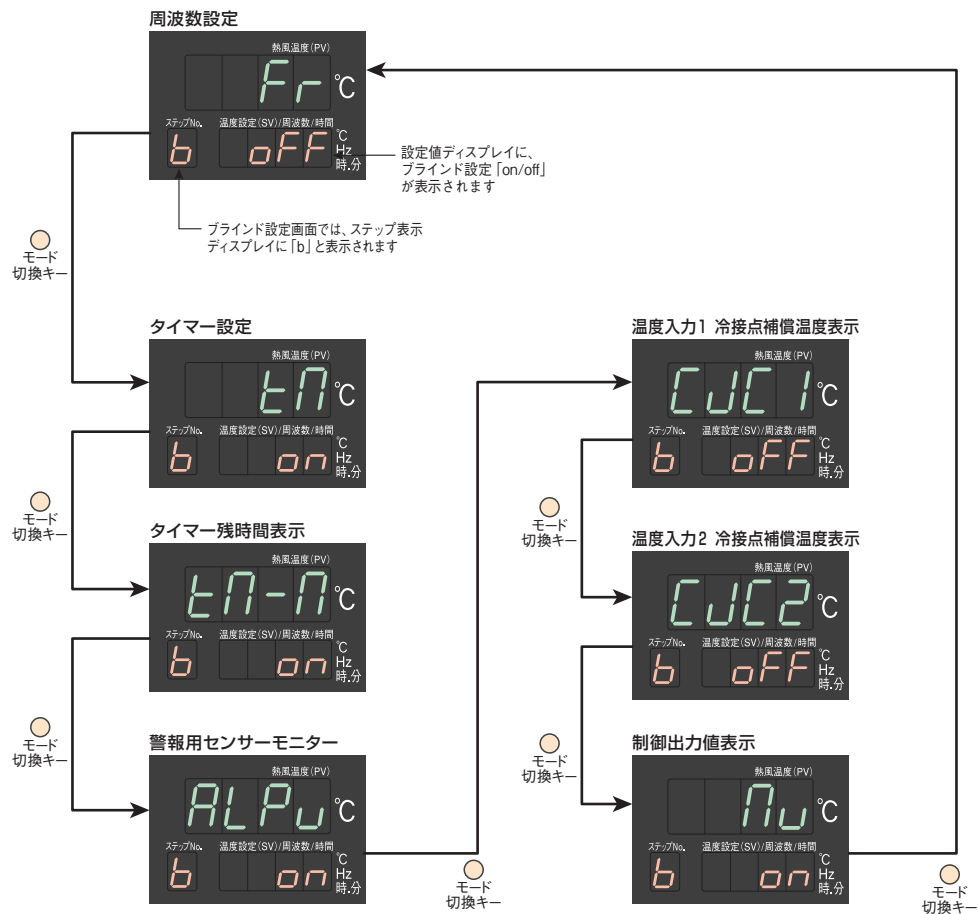 周波数設定
熱風温度(PV)
Fr ℃
ステップNo. 温度設定(SV)/周波数/時間
b oFF ℃
Hz
時.分
設定値ディスプレイに、
ブラインド設定「on/off」
が表示されます
ブラインド設定画面では、ステップ表示
ディスプレイに「b」と表示されます
モード
切換キー
タイマー設定
熱風温度(PV)
tM ℃
ステップNo. 温度設定(SV)/周波数/時間
b on ℃
Hz
時.分
モード
切換キー
タイマー残時間表示
熱風温度(PV)
tM-M ℃
ステップNo. 温度設定(SV)/周波数/時間
b on ℃
Hz
時.分
モード
切換キー
警報用センサーモニター
熱風温度(PV)
ALPv ℃
ステップNo. 温度設定(SV)/周波数/時間
b on ℃
Hz
時.分
モード
切換キー
温度入力1 冷接点補償温度表示
熱風温度(PV)
CJC1 ℃
ステップNo. 温度設定(SV)/周波数/時間
b oFF ℃
Hz
時.分
モード
切換キー
温度入力2 冷接点補償温度表示
熱風温度(PV)
CJC2 ℃
ステップNo. 温度設定(SV)/周波数/時間
b oFF ℃
Hz
時.分
モード
切換キー
制御出力値表示
熱風温度(PV)
Mv ℃
ステップNo. 温度設定(SV)/周波数/時間
b on ℃
Hz
時.分
モード
切換キー